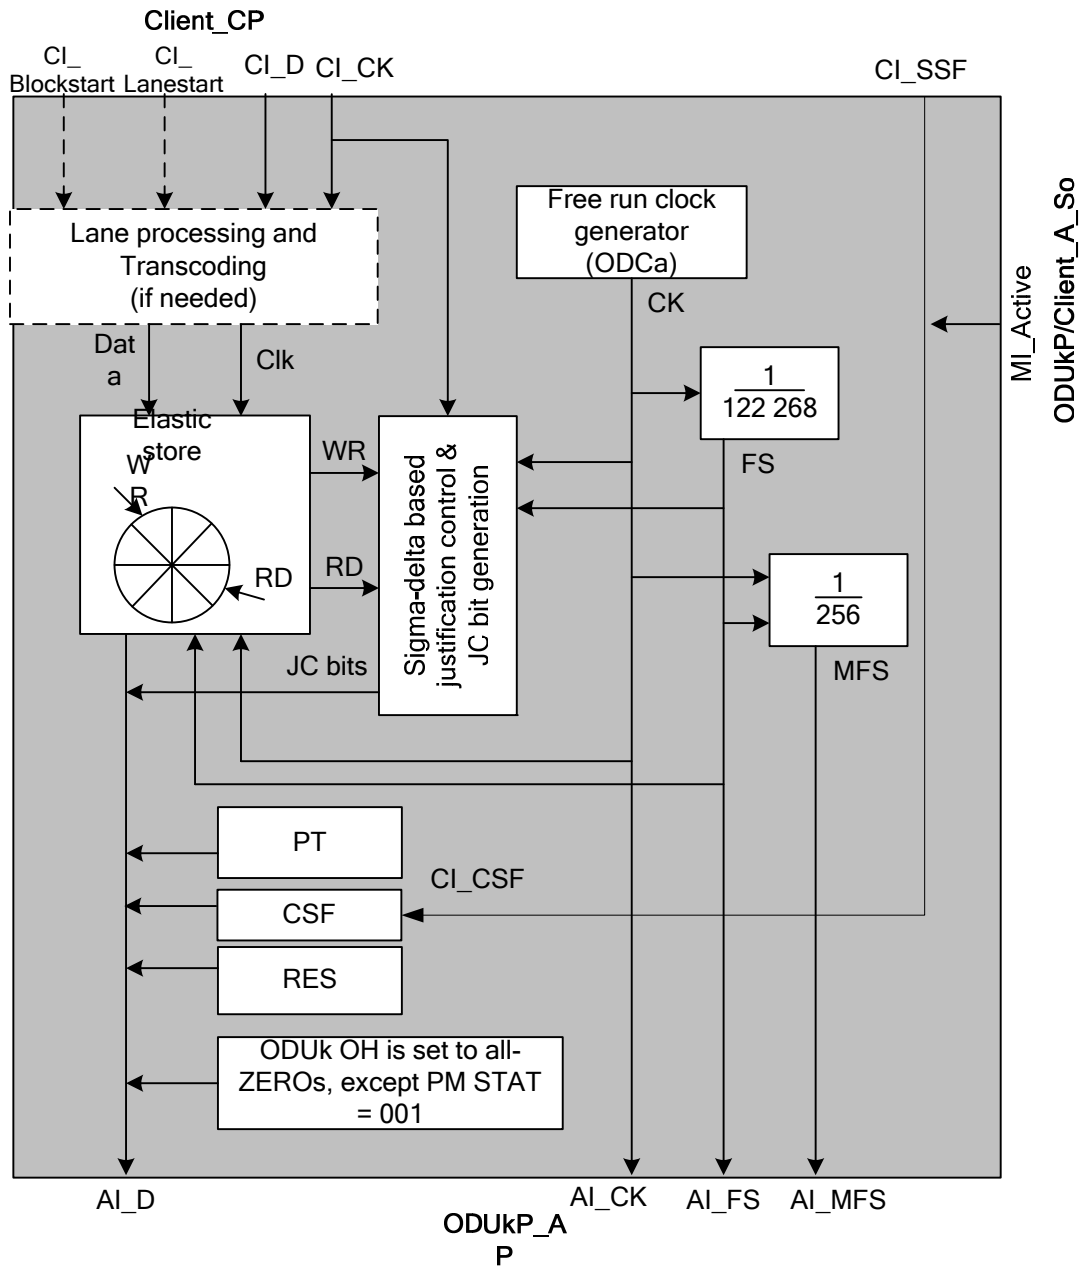 Client_CP
CI_
Blockstart
CI_
Lanestart
CI_D
CI_CK
CI_SSF
Lane processing and
Transcoding
(if needed)
Free run clock
generator
(ODCa)
CK
MI_Active
ODUkP/Client_A_So
Dat
a
Clk
1
122 268
FS
Elastic
store
W
R
RD
WR
RD
Sigma-delta based
justification control &
JC bit generation
1
256
MFS
JC bits
PT
CI_CSF
CSF
RES
ODUk OH is set to all-
ZEROs, except PM STAT
= 001
AI_D
AI_CK
AI_FS
AI_MFS
ODUkP_A
P